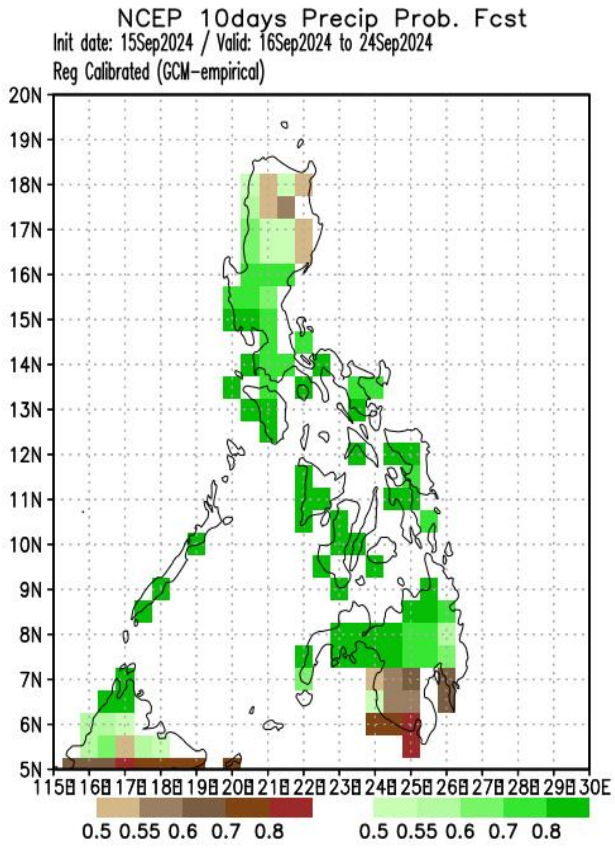 NCEP 10days Precip Prob. Fcst
Init date: 15Sep2024 / Valid: 16Sep2024 to 24Sep2024
Reg Calibrated (GCM-empirical)
20N
19N
18N
17N
16N
15N
14N
13N
12N
11N
10N
9N
8N
7N
6N
5N
115E 116E 117E 118E 119E 120E 121E 122E 123E 124E 125E 126E 127E 128E 129E 130E
0.5 0.55 0.6 0.7 0.8 0.5 0.55 0.6 0.7 0.8